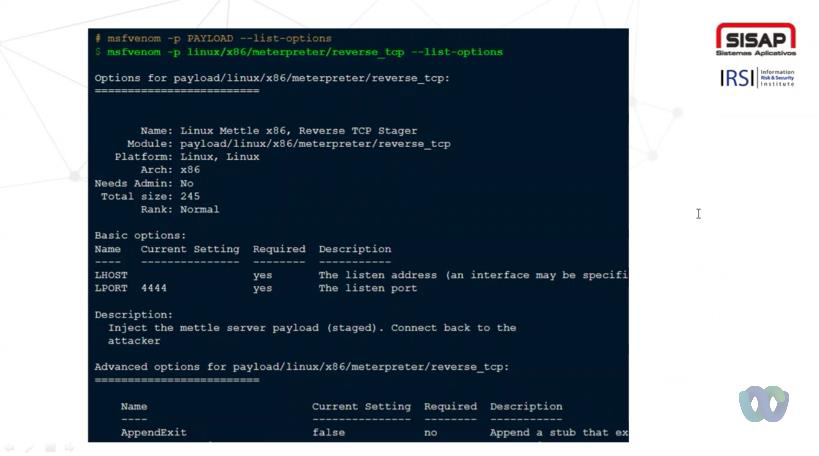 # msfvenom -p PAYLOAD --list-options
$ msfvenom -p linux/x86/meterpreter/reverse_tcp --list-options
Options for payload/linux/x86/meterpreter/reverse_tcp:
=========================
Name: Linux Mettle x86, Reverse TCP Stager
Module: payload/linux/x86/meterpreter/reverse_tcp
Platform: Linux, Linux
Arch: x86
Needs Admin: No
Total size: 245
Rank: Normal
Basic options:
Name Current Setting Required Description
---- --------------- -------- -----------
LHOST yes The listen address (an interface may be specifi
LPORT 4444 yes The listen port
Description:
Inject the mettle server payload (staged). Connect back to the
attacker
Advanced options for payload/linux/x86/meterpreter/reverse_tcp:
=========================
Name Current Setting Required Description
---- --------------- -------- -----------
AppendExit false no Append a stub that ex
SISAP
Sistemas Aplicativos
IRSI Information
Risk & Security
Institute